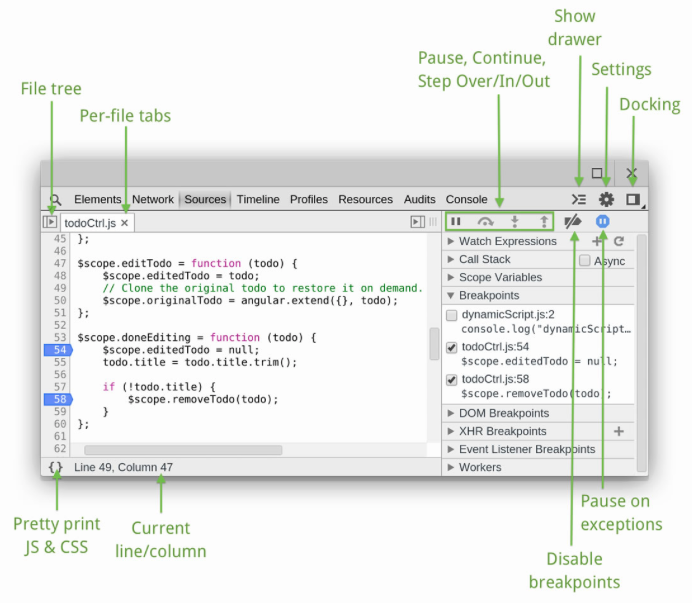 Show
drawer
Pause, Continue,
Step Over/In/Out
Settings
File tree
Docking
Per-file tabs
Elements Network Sources Timeline Profiles Resources Audits Console
todoCtrl.js ×
45 };
46
47 $scope.editTodo = function (todo) {
48 $scope.editedTodo = todo;
49 // Clone the original todo to restore it on demand.
50 $scope.originalTodo = angular.extend({}, todo);
51 };
52
53 $scope.doneEditing = function (todo) {
54 $scope.editedTodo = null;
55 todo.title = todo.title.trim();
56
57 if (!todo.title) {
58 $scope.removeTodo(todo);
59 }
60 };
61
62
{} Line 49, Column 47
Watch Expressions
Call Stack Async
Scope Variables
Breakpoints
dynamicScript.js:2
console.log("dynamicScript…
todoCtrl.js:54
$scope.editedTodo = null;
todoCtrl.js:58
$scope.removeTodo(todo);
DOM Breakpoints
XHR Breakpoints
Event Listener Breakpoints
Workers
Pretty print
JS & CSS
Current
line/column
Pause on
exceptions
Disable
breakpoints